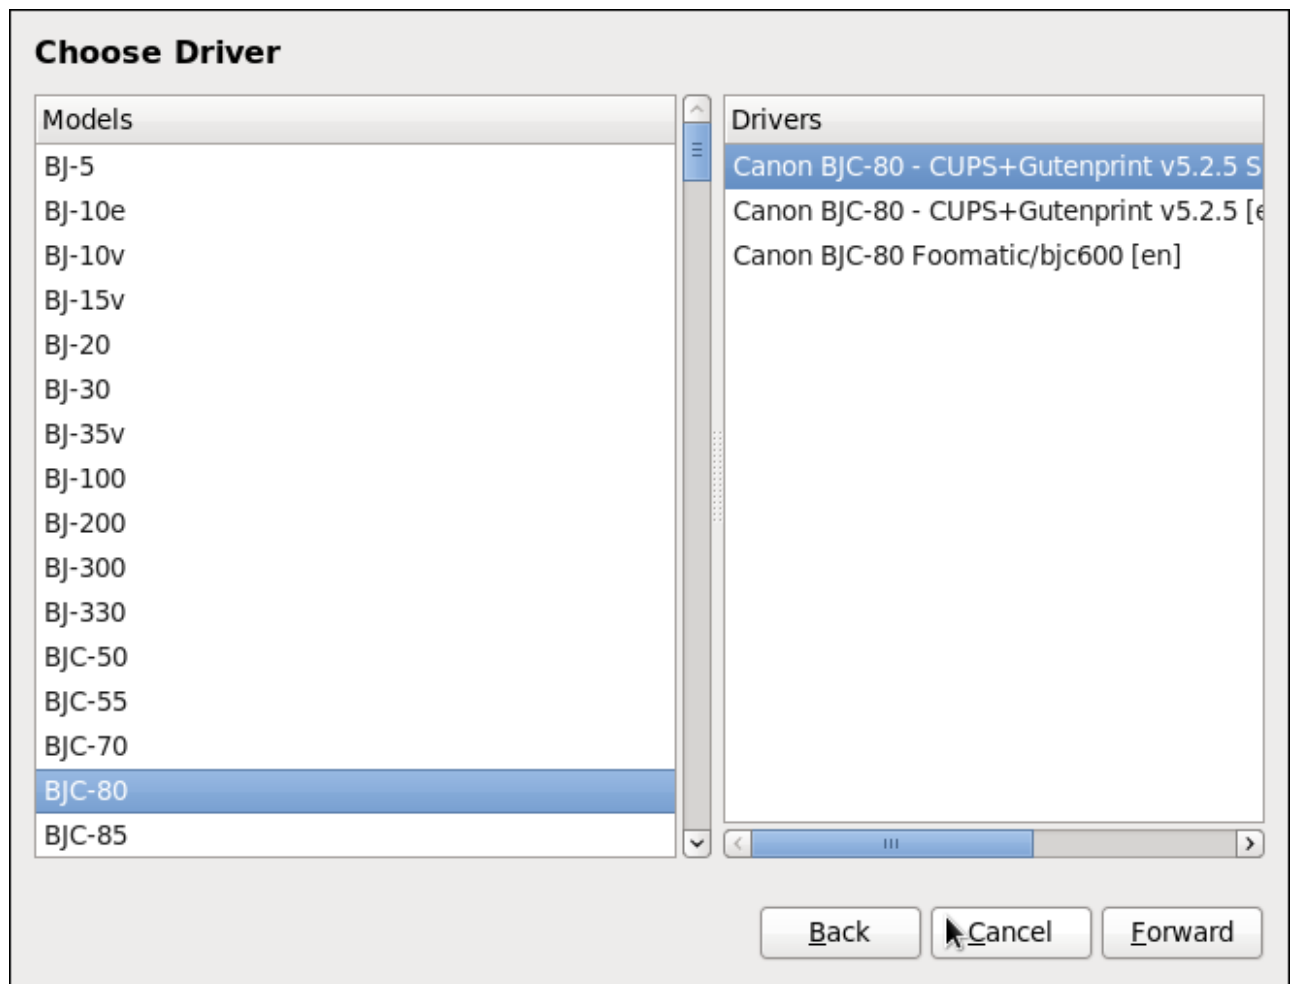 Choose Driver
Models
BJ-5
BJ-10e
BJ-10v
BJ-15v
BJ-20
BJ-30
BJ-35v
BJ-100
BJ-200
BJ-300
BJ-330
BJC-50
BJC-55
BJC-70
BJC-80
BJC-85
Drivers
Canon BJC-80 - CUPS+Gutenprint v5.2.5 S
Canon BJC-80 - CUPS+Gutenprint v5.2.5 [e
Canon BJC-80 Foomatic/bjc600 [en]
Back
Cancel
Forward